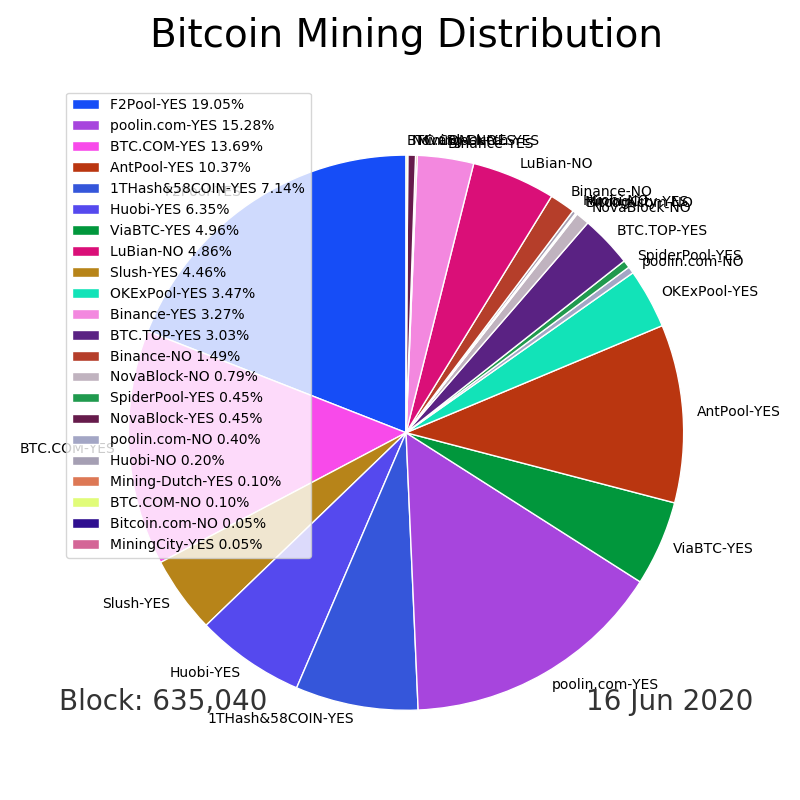 Bitcoin Mining Distribution
F2Pool-YES 19.05%
poolin.com-YES 15.28%
BTC.COM-YES 13.69%
AntPool-YES 10.37%
1THash&58COIN-YES 7.14%
Huobi-YES 6.35%
ViaBTC-YES 4.96%
LuBian-NO 4.86%
Slush-YES 4.46%
OKExPool-YES 3.47%
Binance-YES 3.27%
BTC.TOP-YES 3.03%
Binance-NO 1.49%
NovaBlock-NO 0.79%
SpiderPool-YES 0.45%
NovaBlock-YES 0.45%
poolin.com-NO 0.40%
Huobi-NO 0.20%
Mining-Dutch-YES 0.10%
BTC.COM-NO 0.10%
Bitcoin.com-NO 0.05%
MiningCity-YES 0.05%
Binance-YES
LuBian-NO
Binance-NO
NovaBlock-NO
BTC.TOP-YES
SpiderPool-YES
poolin.com-NO
OKExPool-YES
AntPool-YES
BTC.COM-YES
ViaBTC-YES
Slush-YES
Huobi-YES
poolin.com-YES
1THash&58COIN-YES
Block: 635,040
16 Jun 2020